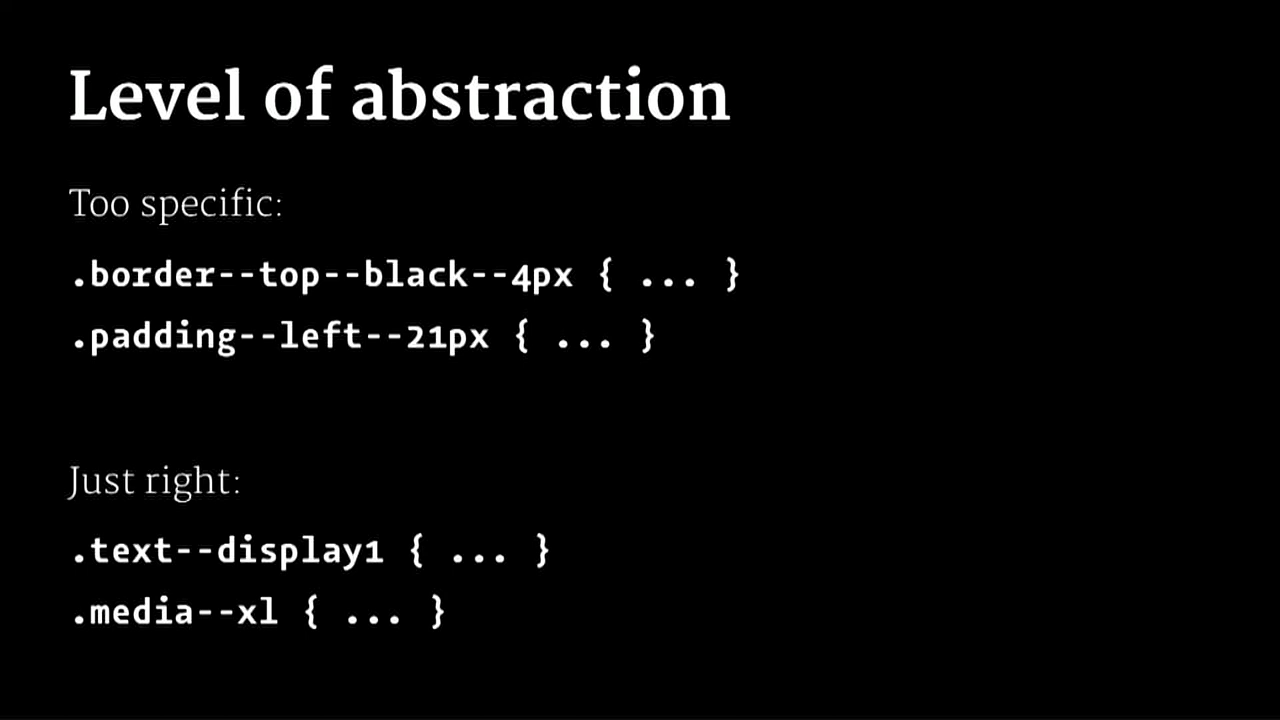 Level of abstraction
Too specific:
.border--top--black--4px { ... }
.padding--left--21px { ... }
Just right:
.text--display1 { ... }
.media--xl { ... }